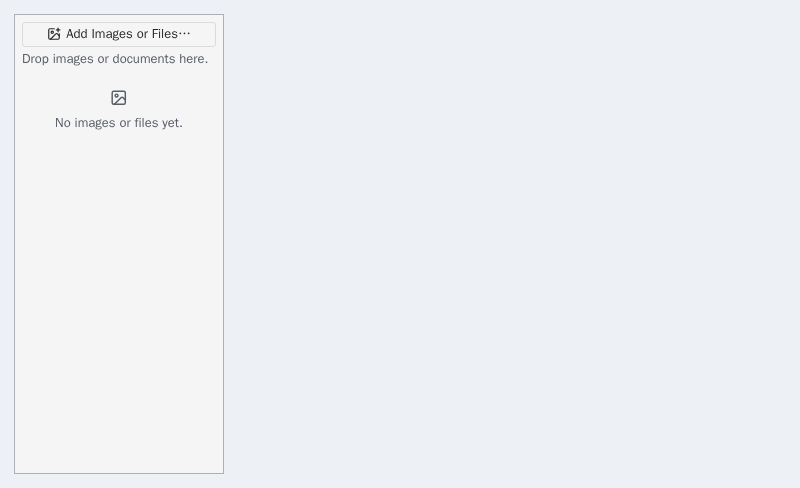 Add Images or Files⋯
Drop images or documents here.
No images or files yet.